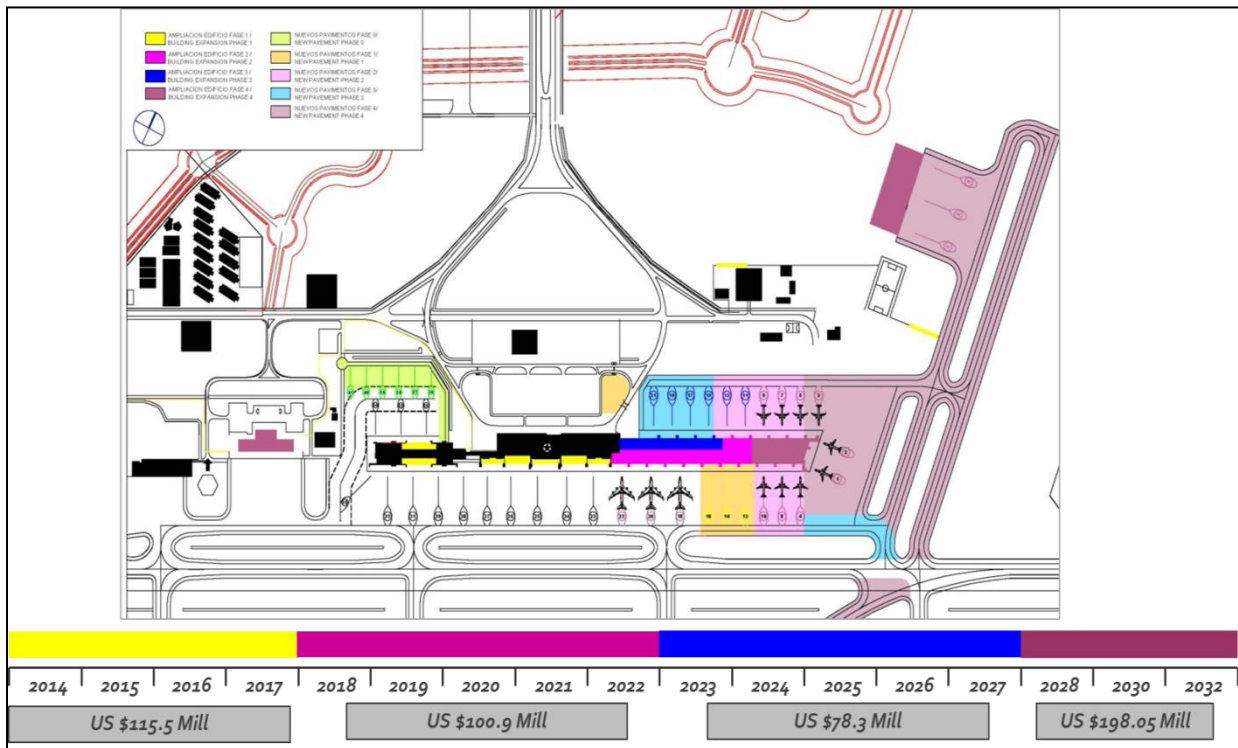 AMPLIACION EDIFICIO FASE 1 /
BUILDING EXPANSION PHASE 1
AMPLIACION EDIFICIO FASE 2 /
BUILDING EXPANSION PHASE 2
AMPLIACION EDIFICIO FASE 3 /
BUILDING EXPANSION PHASE 3
AMPLIACION EDIFICIO FASE 4 /
BUILDING EXPANSION PHASE 4
NUEVOS PAVIMENTOS FASE 0/
NEW PAVEMENT PHASE 0
NUEVOS PAVIMENTOS FASE 1/
NEW PAVEMENT PHASE 1
NUEVOS PAVIMENTOS FASE 2/
NEW PAVEMENT PHASE 2
NUEVOS PAVIMENTOS FASE 3/
NEW PAVEMENT PHASE 3
NUEVOS PAVIMENTOS FASE 4/
NEW PAVEMENT PHASE 4
2014 2015 2016 2017 2018 2019 2020 2021 2022 2023 2024 2025 2026 2027 2028 2030 2032
US $115.5 Mill US $100.9 Mill US $78.3 Mill US $198.05 Mill